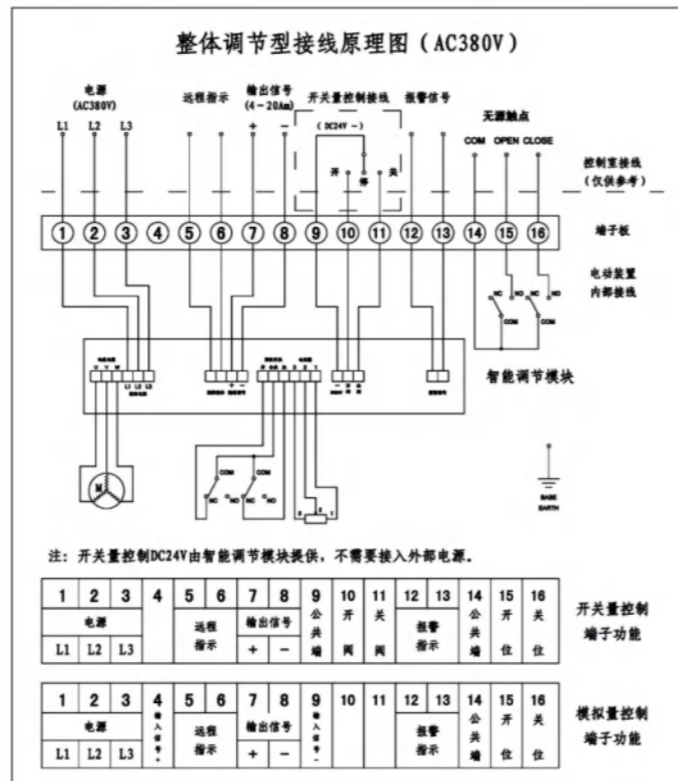 整体调节型接线原理图(AC380V)
电源
(AC380V)
L1 L2 L3
远程指示
输出信号
(4-20Am)
+ -
开关量控制接线
(DC24V -)
开 停 关
报警信号
无源触点
COM OPEN CLOSE
控制室接线
(仅供参考)
1 2 3 4 5 6 7 8 9 10 11 12 13 14 15 16
端子板
电动装置
内部接线
NC NO NC NO
COM COM
智能调节模块
U V W L1 L2 L3
+ -
M
COM COM
NC NO NC NO
3 2 1
BASE
EARTH
注: 开关量控制DC24V由智能调节模块提供,不需要接入外部电源。
1 2 3 4 5 6 7 8 9 10 11 12 13 14 15 16
电源 远程指示 输出信号 公共端 开阀 关阀 报警指示 公共端 开位 关位
L1 L2 L3 + -
开关量控制
端子功能
1 2 3 4 5 6 7 8 9 10 11 12 13 14 15 16
电源 输入信号+ 远程指示 输出信号 输入信号- 报警指示 公共端 开位 关位
L1 L2 L3 + -
模拟量控制
端子功能